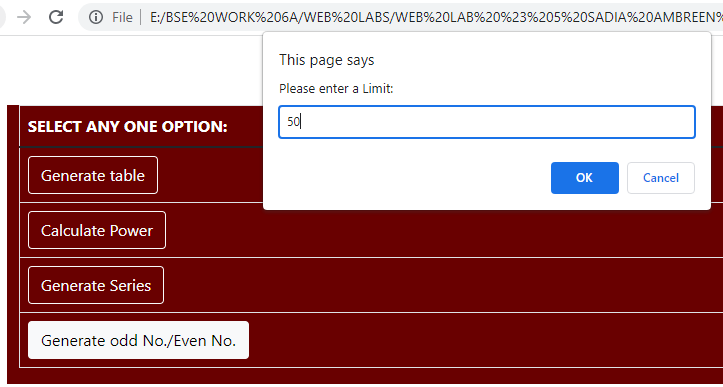 File E:/BSE%20WORK%206A/WEB%20LABS/WEB%20LAB%20%23%205%20SADIA%20AMBREEN%
This page says
Please enter a Limit:
50
OK Cancel
SELECT ANY ONE OPTION:
Generate table
Calculate Power
Generate Series
Generate odd No./Even No.